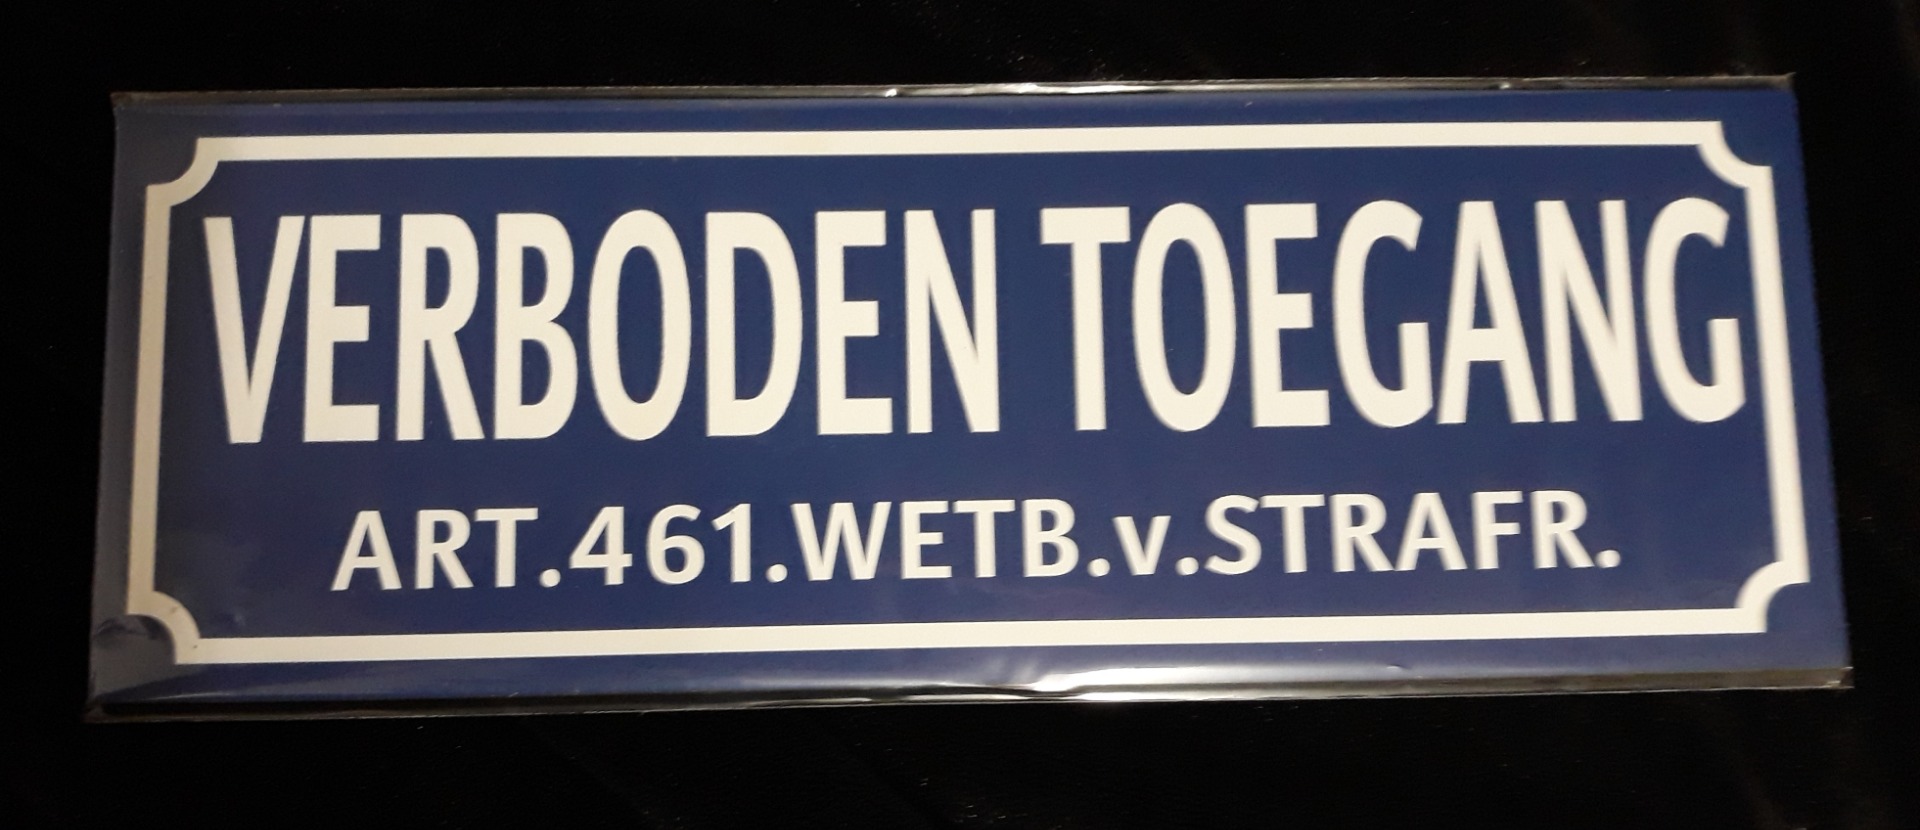 VERBODEN TOEGANG
ART.461.WETB.v.STRAFR.